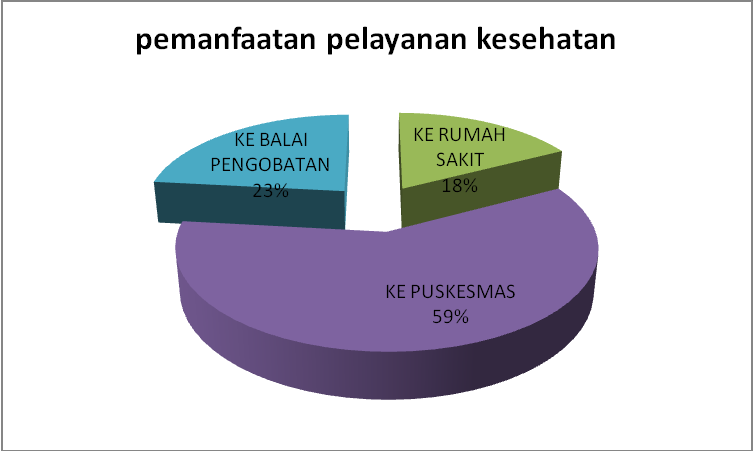 pemanfaatan pelayanan kesehatan
KE BALAI
PENGOBATAN
23%
KE RUMAH
SAKIT
18%
KE PUSKESMAS
59%